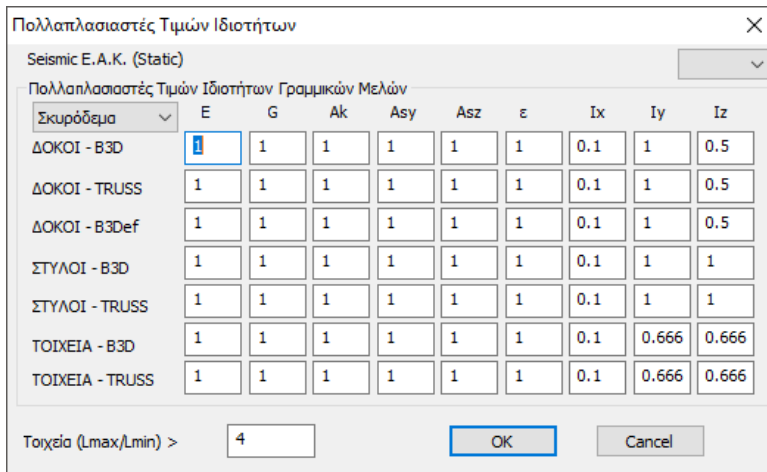 Πολλαπλασιαστές Τιμών Ιδιοτήτων
Seismic E.A.K. (Static)
Πολλαπλασιαστές Τιμών Ιδιοτήτων Γραμμικών Μελών
Σκυρόδεμα E G Ak Asy Asz ε Ix Iy Iz
ΔΟΚΟΙ - B3D 1 1 1 1 1 1 0.1 1 0.5
ΔΟΚΟΙ - TRUSS 1 1 1 1 1 1 0.1 1 0.5
ΔΟΚΟΙ - B3Def 1 1 1 1 1 1 0.1 1 0.5
ΣΤΥΛΟΙ - B3D 1 1 1 1 1 1 0.1 1 1
ΣΤΥΛΟΙ - TRUSS 1 1 1 1 1 1 0.1 1 1
ΤΟΙΧΕΙΑ - B3D 1 1 1 1 1 1 0.1 0.666 0.666
ΤΟΙΧΕΙΑ - TRUSS 1 1 1 1 1 1 0.1 0.666 0.666
Τοιχεία (Lmax/Lmin) > 4 OK Cancel